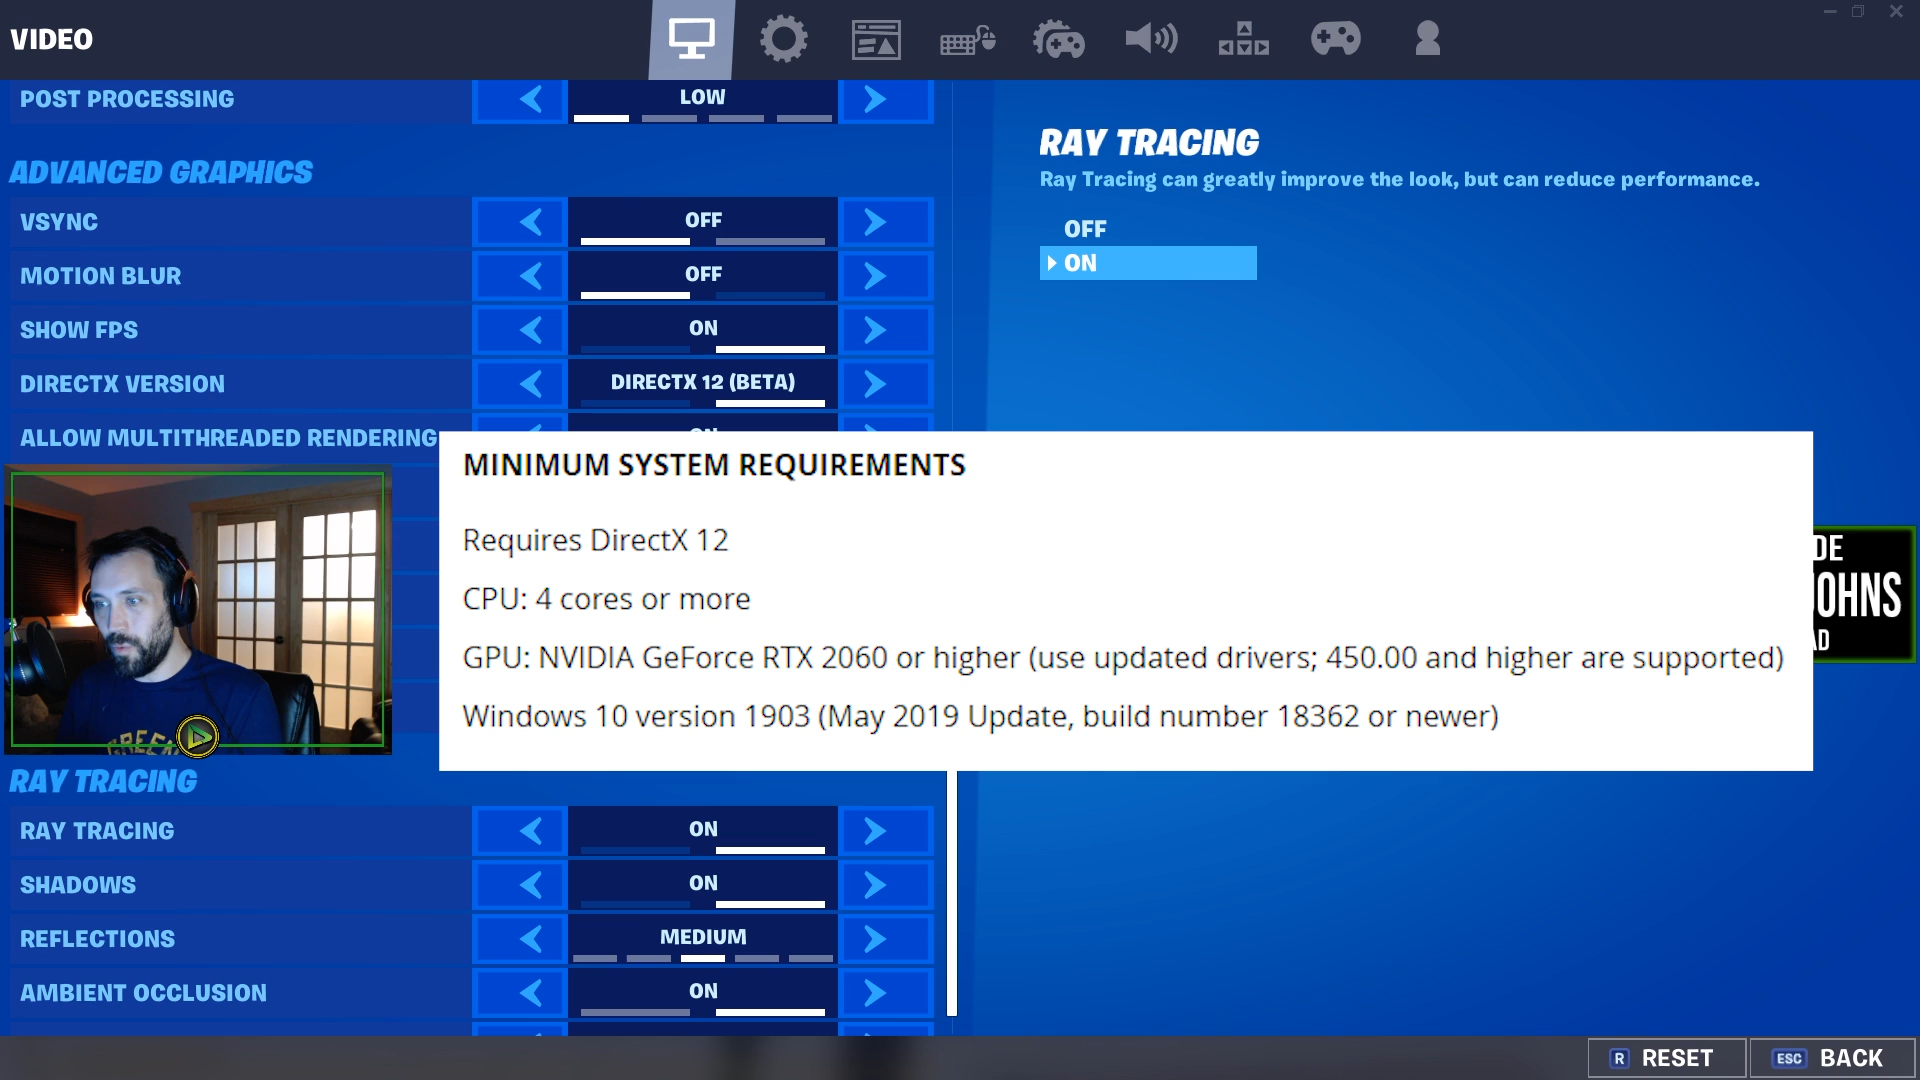 VIDEO
POST PROCESSING
LOW
ADVANCED GRAPHICS
VSYNC
OFF
MOTION BLUR
OFF
SHOW FPS
ON
DIRECTX VERSION
DIRECTX 12 (BETA)
ALLOW MULTITHREADED RENDERING
RAY TRACING
Ray Tracing can greatly improve the look, but can reduce performance.
OFF
ON
MINIMUM SYSTEM REQUIREMENTS
Requires DirectX 12
CPU: 4 cores or more
GPU: NVIDIA GeForce RTX 2060 or higher (use updated drivers; 450.00 and higher are supported)
Windows 10 version 1903 (May 2019 Update, build number 18362 or newer)
RAY TRACING
RAY TRACING
ON
SHADOWS
ON
REFLECTIONS
MEDIUM
AMBIENT OCCLUSION
ON
R RESET
ESC BACK